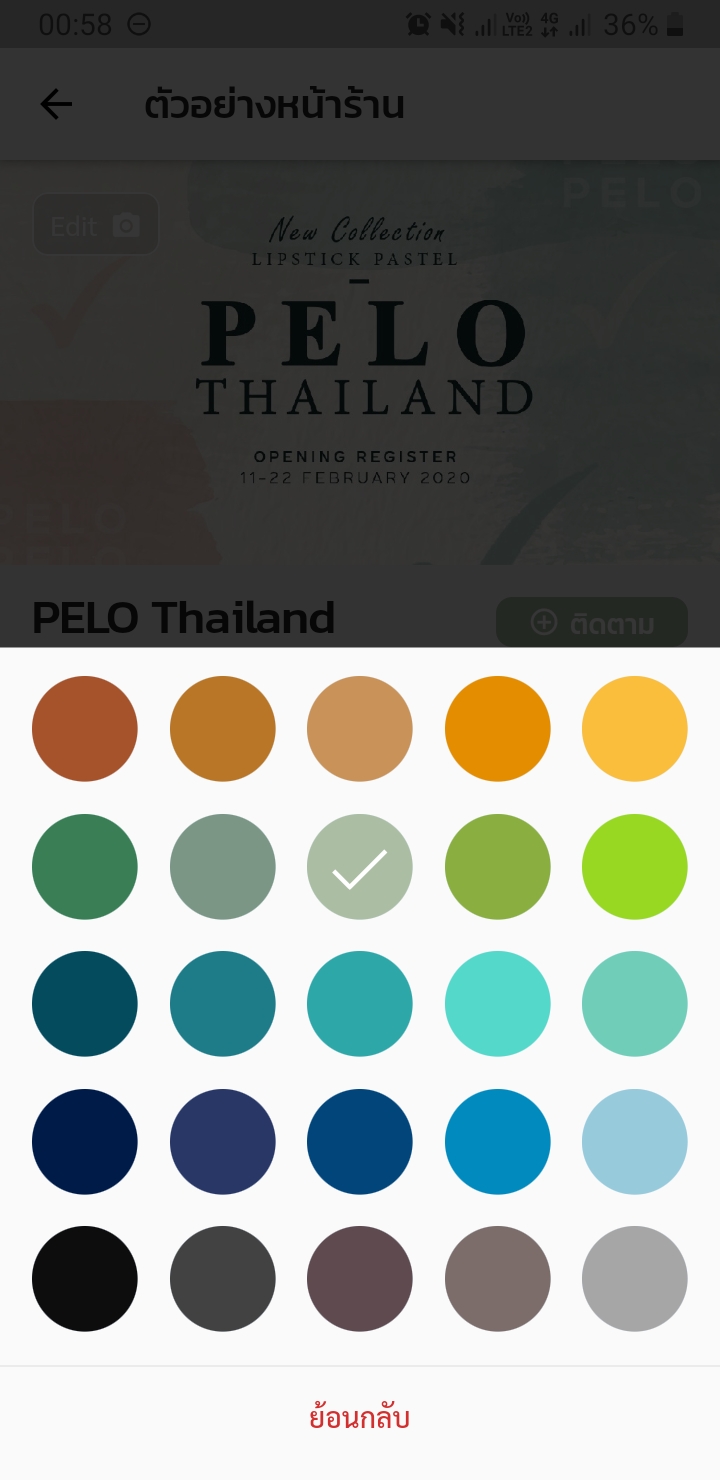 00:58
Vo)) 4G
LTE2
36%
ตัวอย่างหน้าร้าน
Edit
PELO
New Collection
LIPSTICK PASTEL
PELO
THAILAND
OPENING REGISTER
11-22 FEBRUARY 2020
PELO
PELO
PELO Thailand
ติดตาม
ย้อนกลับ